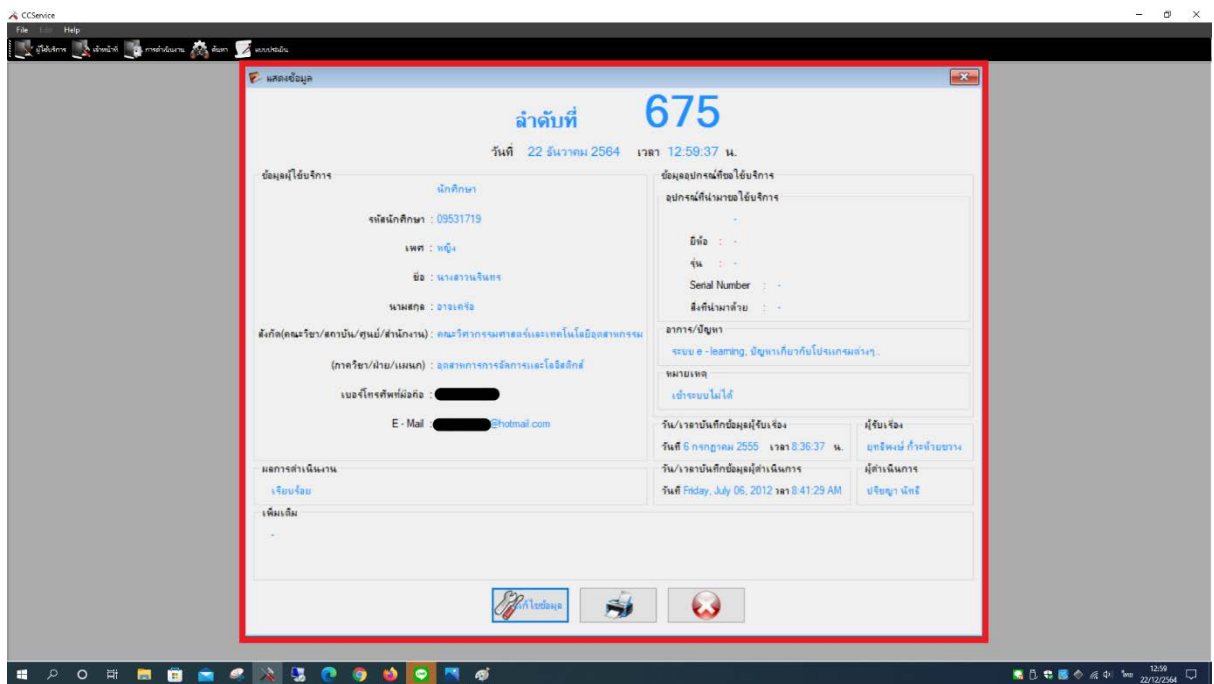 CCService
File Edit Help
ผู้ใช้บริการ เจ้าหน้าที่ การดำเนินงาน ค้นหา แบบประเมิน
แสดงข้อมูล
ลำดับที่ 675
วันที่ 22 ธันวาคม 2564 เวลา 12:59:37 น.
ข้อมูลผู้ใช้บริการ
นักศึกษา
รหัสนักศึกษา : 09531719
เพศ : หญิง
ชื่อ : นางสาวนรินทร
นามสกุล : อาจเครือ
สังกัด(คณะวิชา/สถาบัน/ศูนย์/สำนักงาน) : คณะวิศวกรรมศาสตร์และเทคโนโลยีอุตสาหกรรม
(ภาควิชา/ฝ่าย/แผนก) : อุตสาหการการจัดการและโลจิสติกส์
เบอร์โทรศัพท์มือถือ :
E - Mail : @hotmail.com
ข้อมูลอุปกรณ์ที่ขอใช้บริการ
อุปกรณ์ที่นำมาขอใช้บริการ
-
ยี่ห้อ : -
รุ่น : -
Serial Number : -
สิ่งที่นำมาด้วย : -
อาการ/ปัญหา
ระบบ e - learning, ปัญหาเกี่ยวกับโปรแกรมต่างๆ..
หมายเหตุ
เข้าระบบไม่ได้
วัน/เวลาบันทึกข้อมูลผู้รับเรื่อง
วันที่ 6 กรกฎาคม 2555 เวลา 8:36:37 น.
ผู้รับเรื่อง
ยุทธิพงษ์ ก้าวห้วยขวาง
ผลการดำเนินงาน
เรียบร้อย
วัน/เวลาบันทึกข้อมูลผู้ดำเนินการ
วันที่ Friday, July 06, 2012 วลา 8:41:29 AM
ผู้ดำเนินการ
ปรัชญา นัทธี
เพิ่มเติม
-
แก้ไขข้อมูล
12:59
22/12/2564